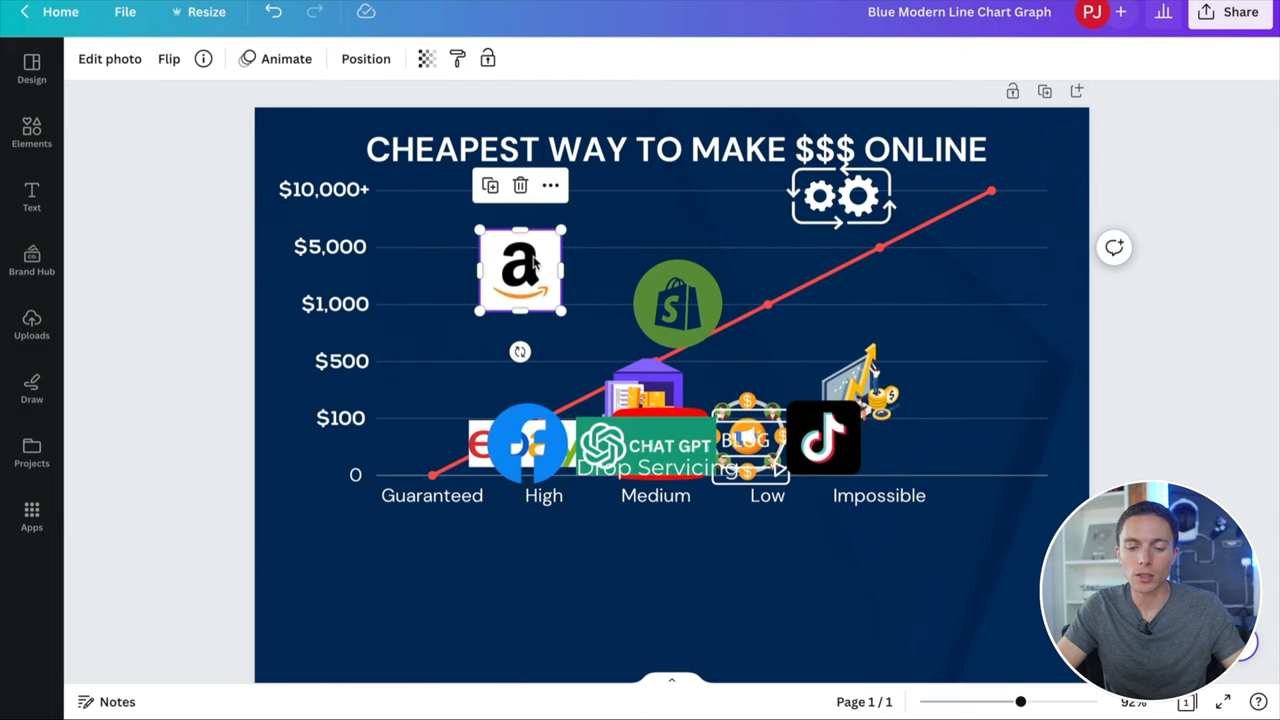 Home File Resize Blue Modern Line Chart Graph PJ Share
Edit photo Flip Animate Position
Design
Elements
Text
Brand Hub
Uploads
Draw
Projects
Apps
CHEAPEST WAY TO MAKE $$$ ONLINE
$10,000+
$5,000
a
$1,000
S
$500
$100
CHAT GPT
BLOG
Drop Servicing
0
Guaranteed High Medium Low Impossible
Notes Page 1 / 1 92% 1